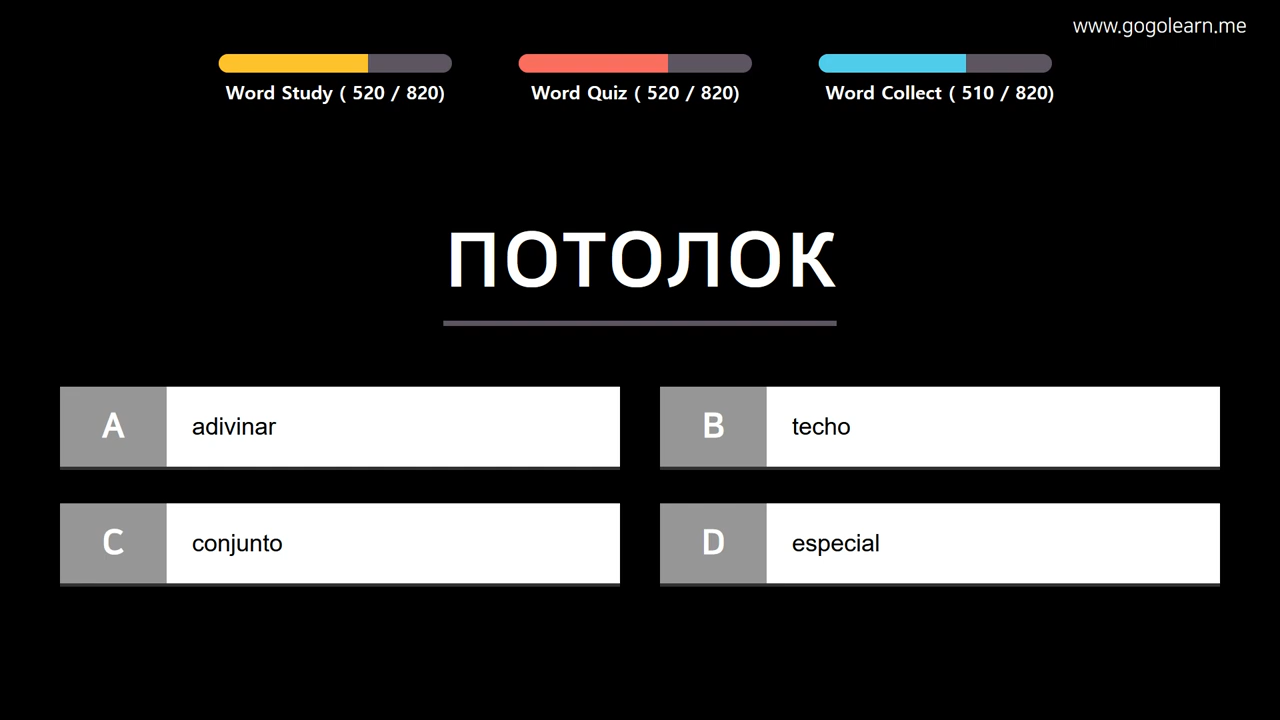 www.gogolearn.me
Word Study ( 520 / 820)
Word Quiz ( 520 / 820)
Word Collect ( 510 / 820)
ПОТОЛОК
A
adivinar
B
techo
C
conjunto
D
especial